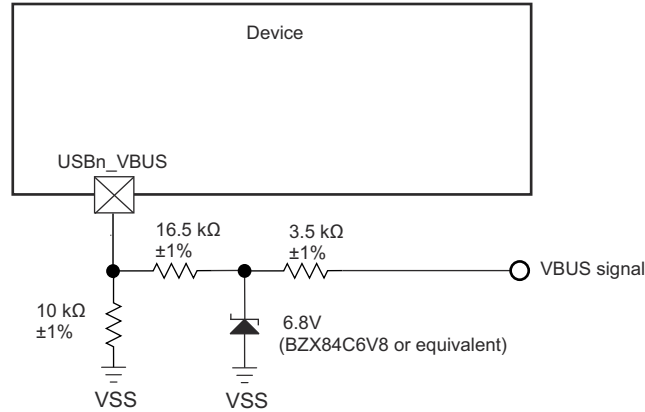 Device
USBn_VBUS
16.5 kΩ
±1%
3.5 kΩ
±1%
VBUS signal
10 kΩ
±1%
6.8V
(BZX84C6V8 or equivalent)
VSS
VSS